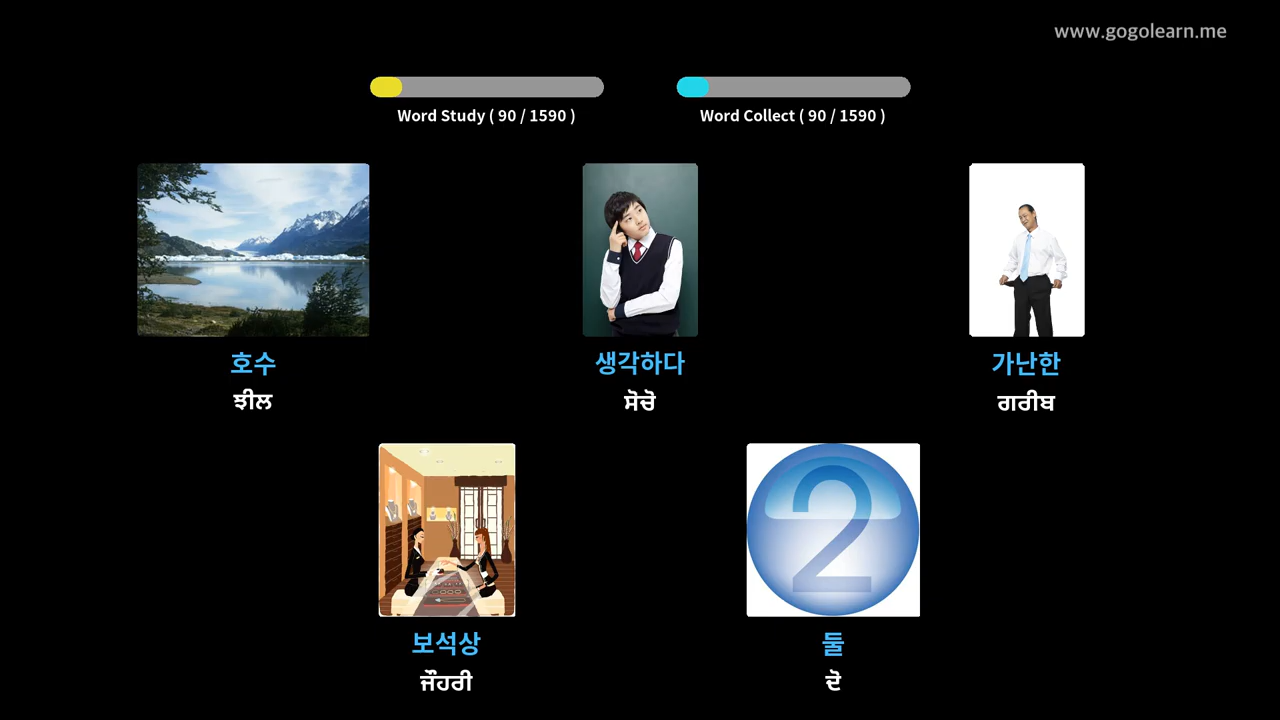 www.gogolearn.me
Word Study ( 90 / 1590 )
Word Collect ( 90 / 1590 )
호수
ਝੀਲ
생각하다
ਸੋਚੋ
가난한
ਗਰੀਬ
2
보석상
ਜੌਹਰੀ
둘
ਦੋ